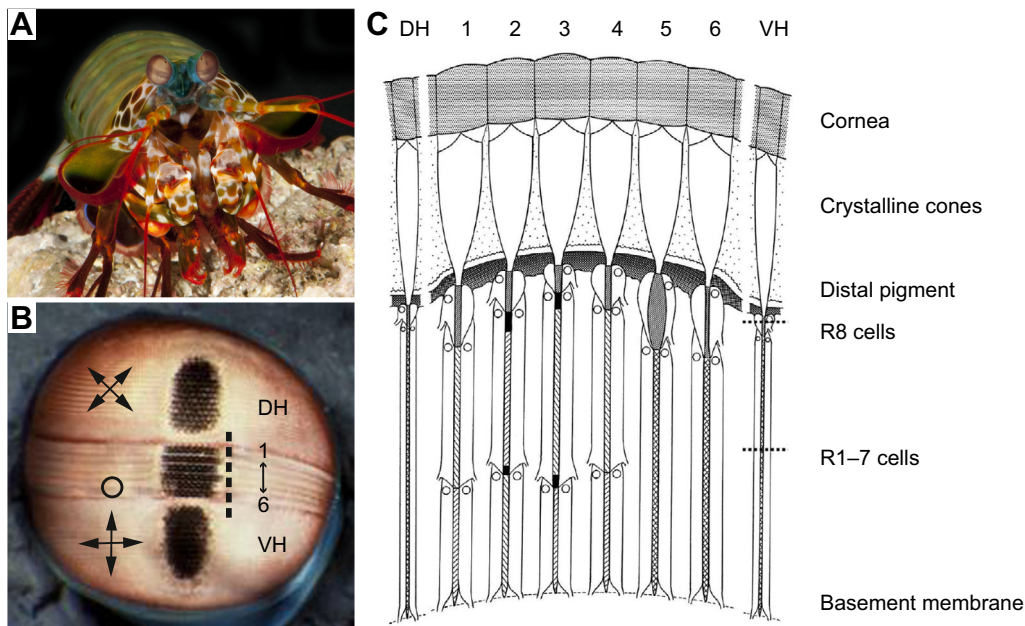 A
B
DH
1
6
VH
C
DH 1 2 3 4 5 6 VH
Cornea
Crystalline cones
Distal pigment
R8 cells
R1–7 cells
Basement membrane